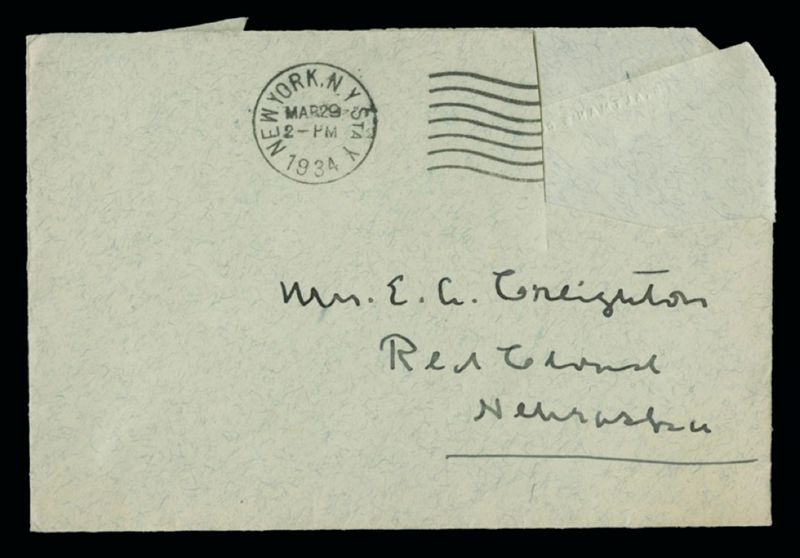 NEW YORK, N.Y. STA Y
MAR 29
2-PM
1934
Mrs. E. A. Creighton
Red Cloud
Nebraska